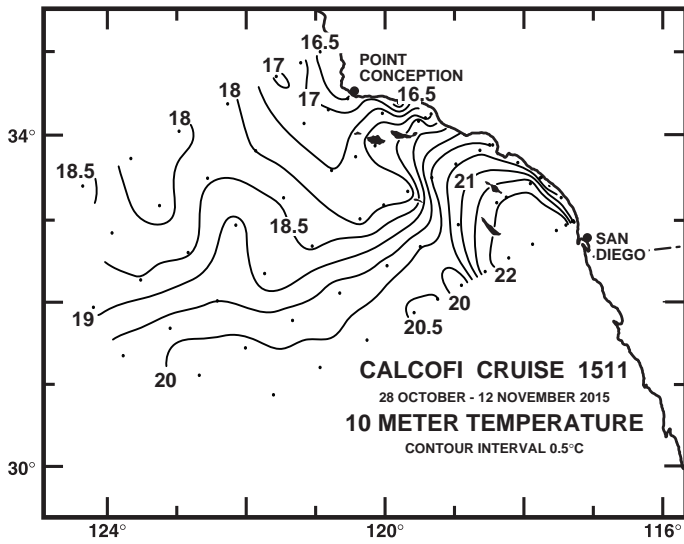 16.5
17
POINT
CONCEPTION
18
17
16.5
18
34°
18.5
21
18.5
SAN
DIEGO
22
20
19
20.5
20
CALCOFI CRUISE 1511
28 OCTOBER - 12 NOVEMBER 2015
10 METER TEMPERATURE
CONTOUR INTERVAL 0.5°C
30°
124° 120° 116°